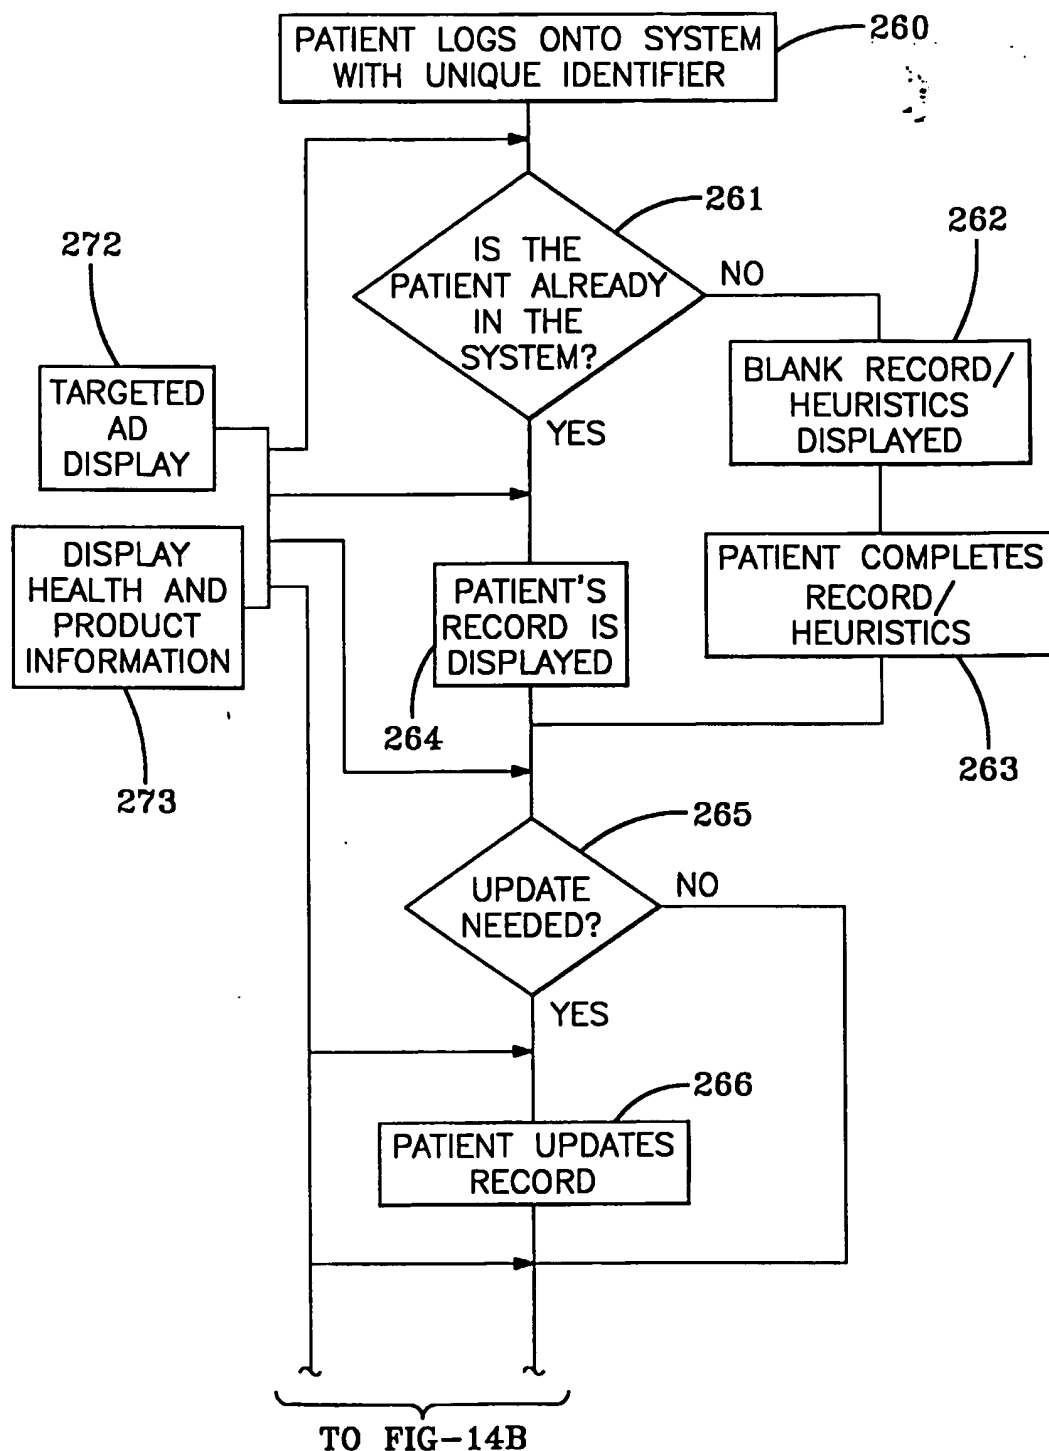 PATIENT LOGS ONTO SYSTEM
WITH UNIQUE IDENTIFIER
260
IS THE
PATIENT ALREADY
IN THE
SYSTEM?
261
NO
YES
262
BLANK RECORD/
HEURISTICS
DISPLAYED
272
TARGETED
AD
DISPLAY
DISPLAY
HEALTH AND
PRODUCT
INFORMATION
273
PATIENT'S
RECORD IS
DISPLAYED
264
PATIENT COMPLETES
RECORD/
HEURISTICS
263
265
UPDATE
NEEDED?
NO
YES
266
PATIENT UPDATES
RECORD
TO FIG-14B